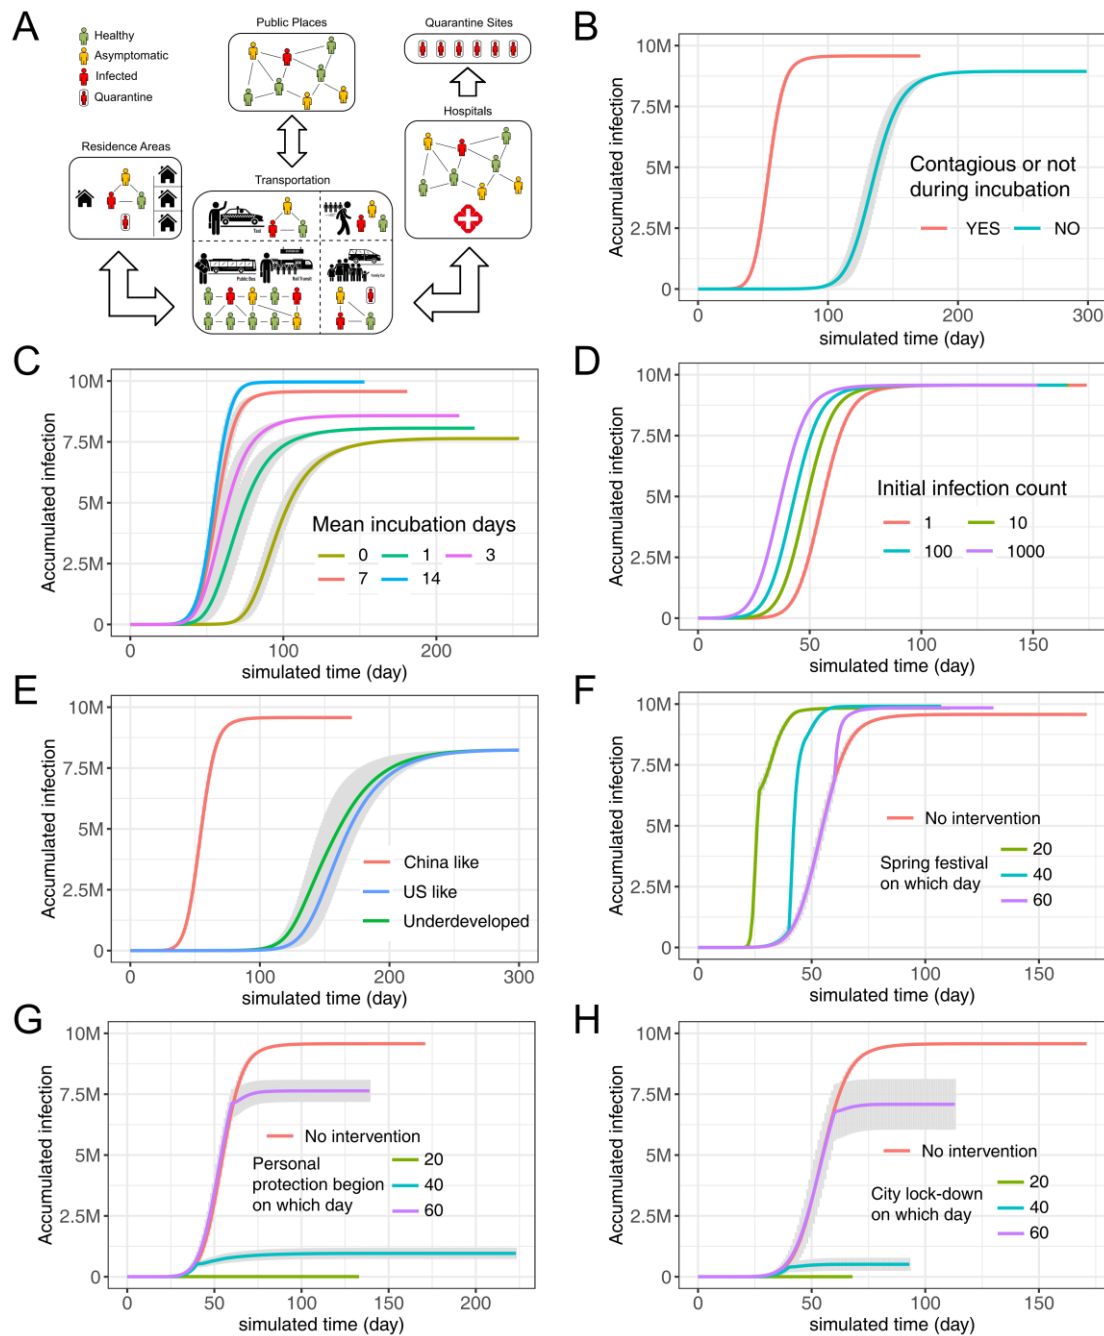 A
Healthy
Asymptomatic
Infected
Quarantine
Public Places
Quarantine Sites
Hospitals
Residence Areas
Transportation
Taxi
Public Bus
Rail Transit
Family Car
B
10M
7.5M
5M
2.5M
0
Accumulated infection
Contagious or not
during incubation
YES NO
0 100 200 300
simulated time (day)
C
10M
7.5M
5M
2.5M
0
Accumulated infection
Mean incubation days
0 1 3
7 14
0 100 200
simulated time (day)
D
10M
7.5M
5M
2.5M
0
Accumulated infection
Initial infection count
1 10
100 1000
0 50 100 150
simulated time (day)
E
10M
7.5M
5M
2.5M
0
Accumulated infection
China like
US like
Underdeveloped
0 100 200 300
simulated time (day)
F
10M
7.5M
5M
2.5M
0
Accumulated infection
No intervention
Spring festival
on which day
20
40
60
0 50 100 150
simulated time (day)
G
10M
7.5M
5M
2.5M
0
Accumulated infection
No intervention
Personal
protection begin
on which day
20
40
60
0 50 100 150 200
simulated time (day)
H
10M
7.5M
5M
2.5M
0
Accumulated infection
No intervention
City lock-down
on which day
20
40
60
0 50 100 150
simulated time (day)